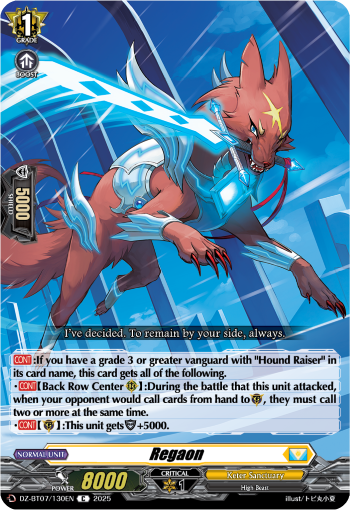 1
GRADE
BOOST
5000
SHIELD
I've decided. To remain by your side, always.
CONT:If you have a grade 3 or greater vanguard with "Hound Raiser" in
its card name, this card gets all of the following.
・CONT[Back Row Center]:During the battle that this unit attacked,
when your opponent would call cards from hand to, they must call
two or more at the same time.
・CONT[]:This unit gets +5000.
NORMAL UNIT
Regaon
POWER 8000
CRITICAL
1
Keter Sanctuary
High Beast
DZ-BT07/130EN C 2025
illust/トビ丸小夏